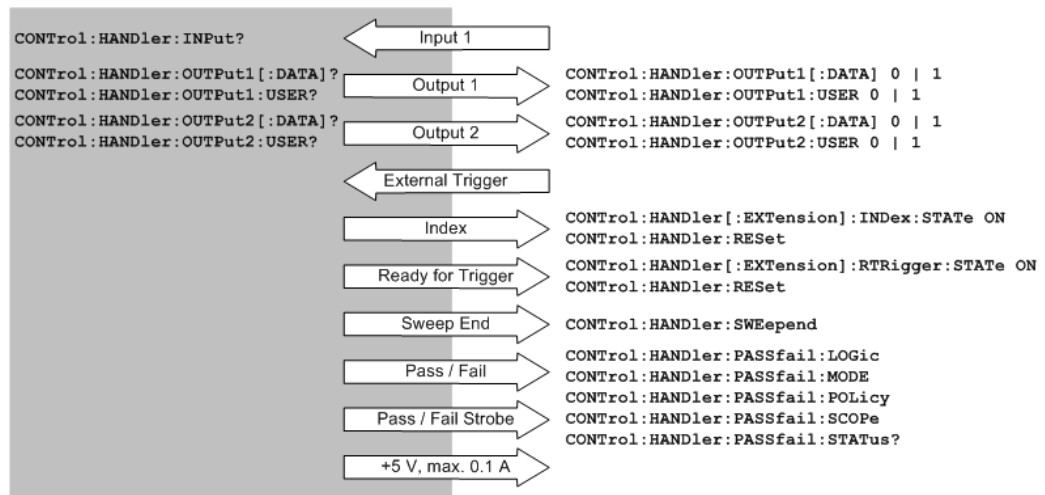 CONTrol:HANDler:INPut?
Input 1
CONTrol:HANDler:OUTPut1[:DATA]?
CONTrol:HANDler:OUTPut1:USER?
Output 1
CONTrol:HANDler:OUTPut1[:DATA] 0 | 1
CONTrol:HANDler:OUTPut1:USER 0 | 1
CONTrol:HANDler:OUTPut2[:DATA]?
CONTrol:HANDler:OUTPut2:USER?
Output 2
CONTrol:HANDler:OUTPut2[:DATA] 0 | 1
CONTrol:HANDler:OUTPut2:USER 0 | 1
External Trigger
Index
CONTrol:HANDler[:EXTension]:INDex:STATe ON
CONTrol:HANDler:RESet
Ready for Trigger
CONTrol:HANDler[:EXTension]:RTRigger:STATe ON
CONTrol:HANDler:RESet
Sweep End
CONTrol:HANDler:SWEepend
Pass / Fail
CONTrol:HANDler:PASSfail:LOGic
CONTrol:HANDler:PASSfail:MODE
CONTrol:HANDler:PASSfail:POLicy
Pass / Fail Strobe
CONTrol:HANDler:PASSfail:SCOPe
CONTrol:HANDler:PASSfail:STATus?
+5 V, max. 0.1 A